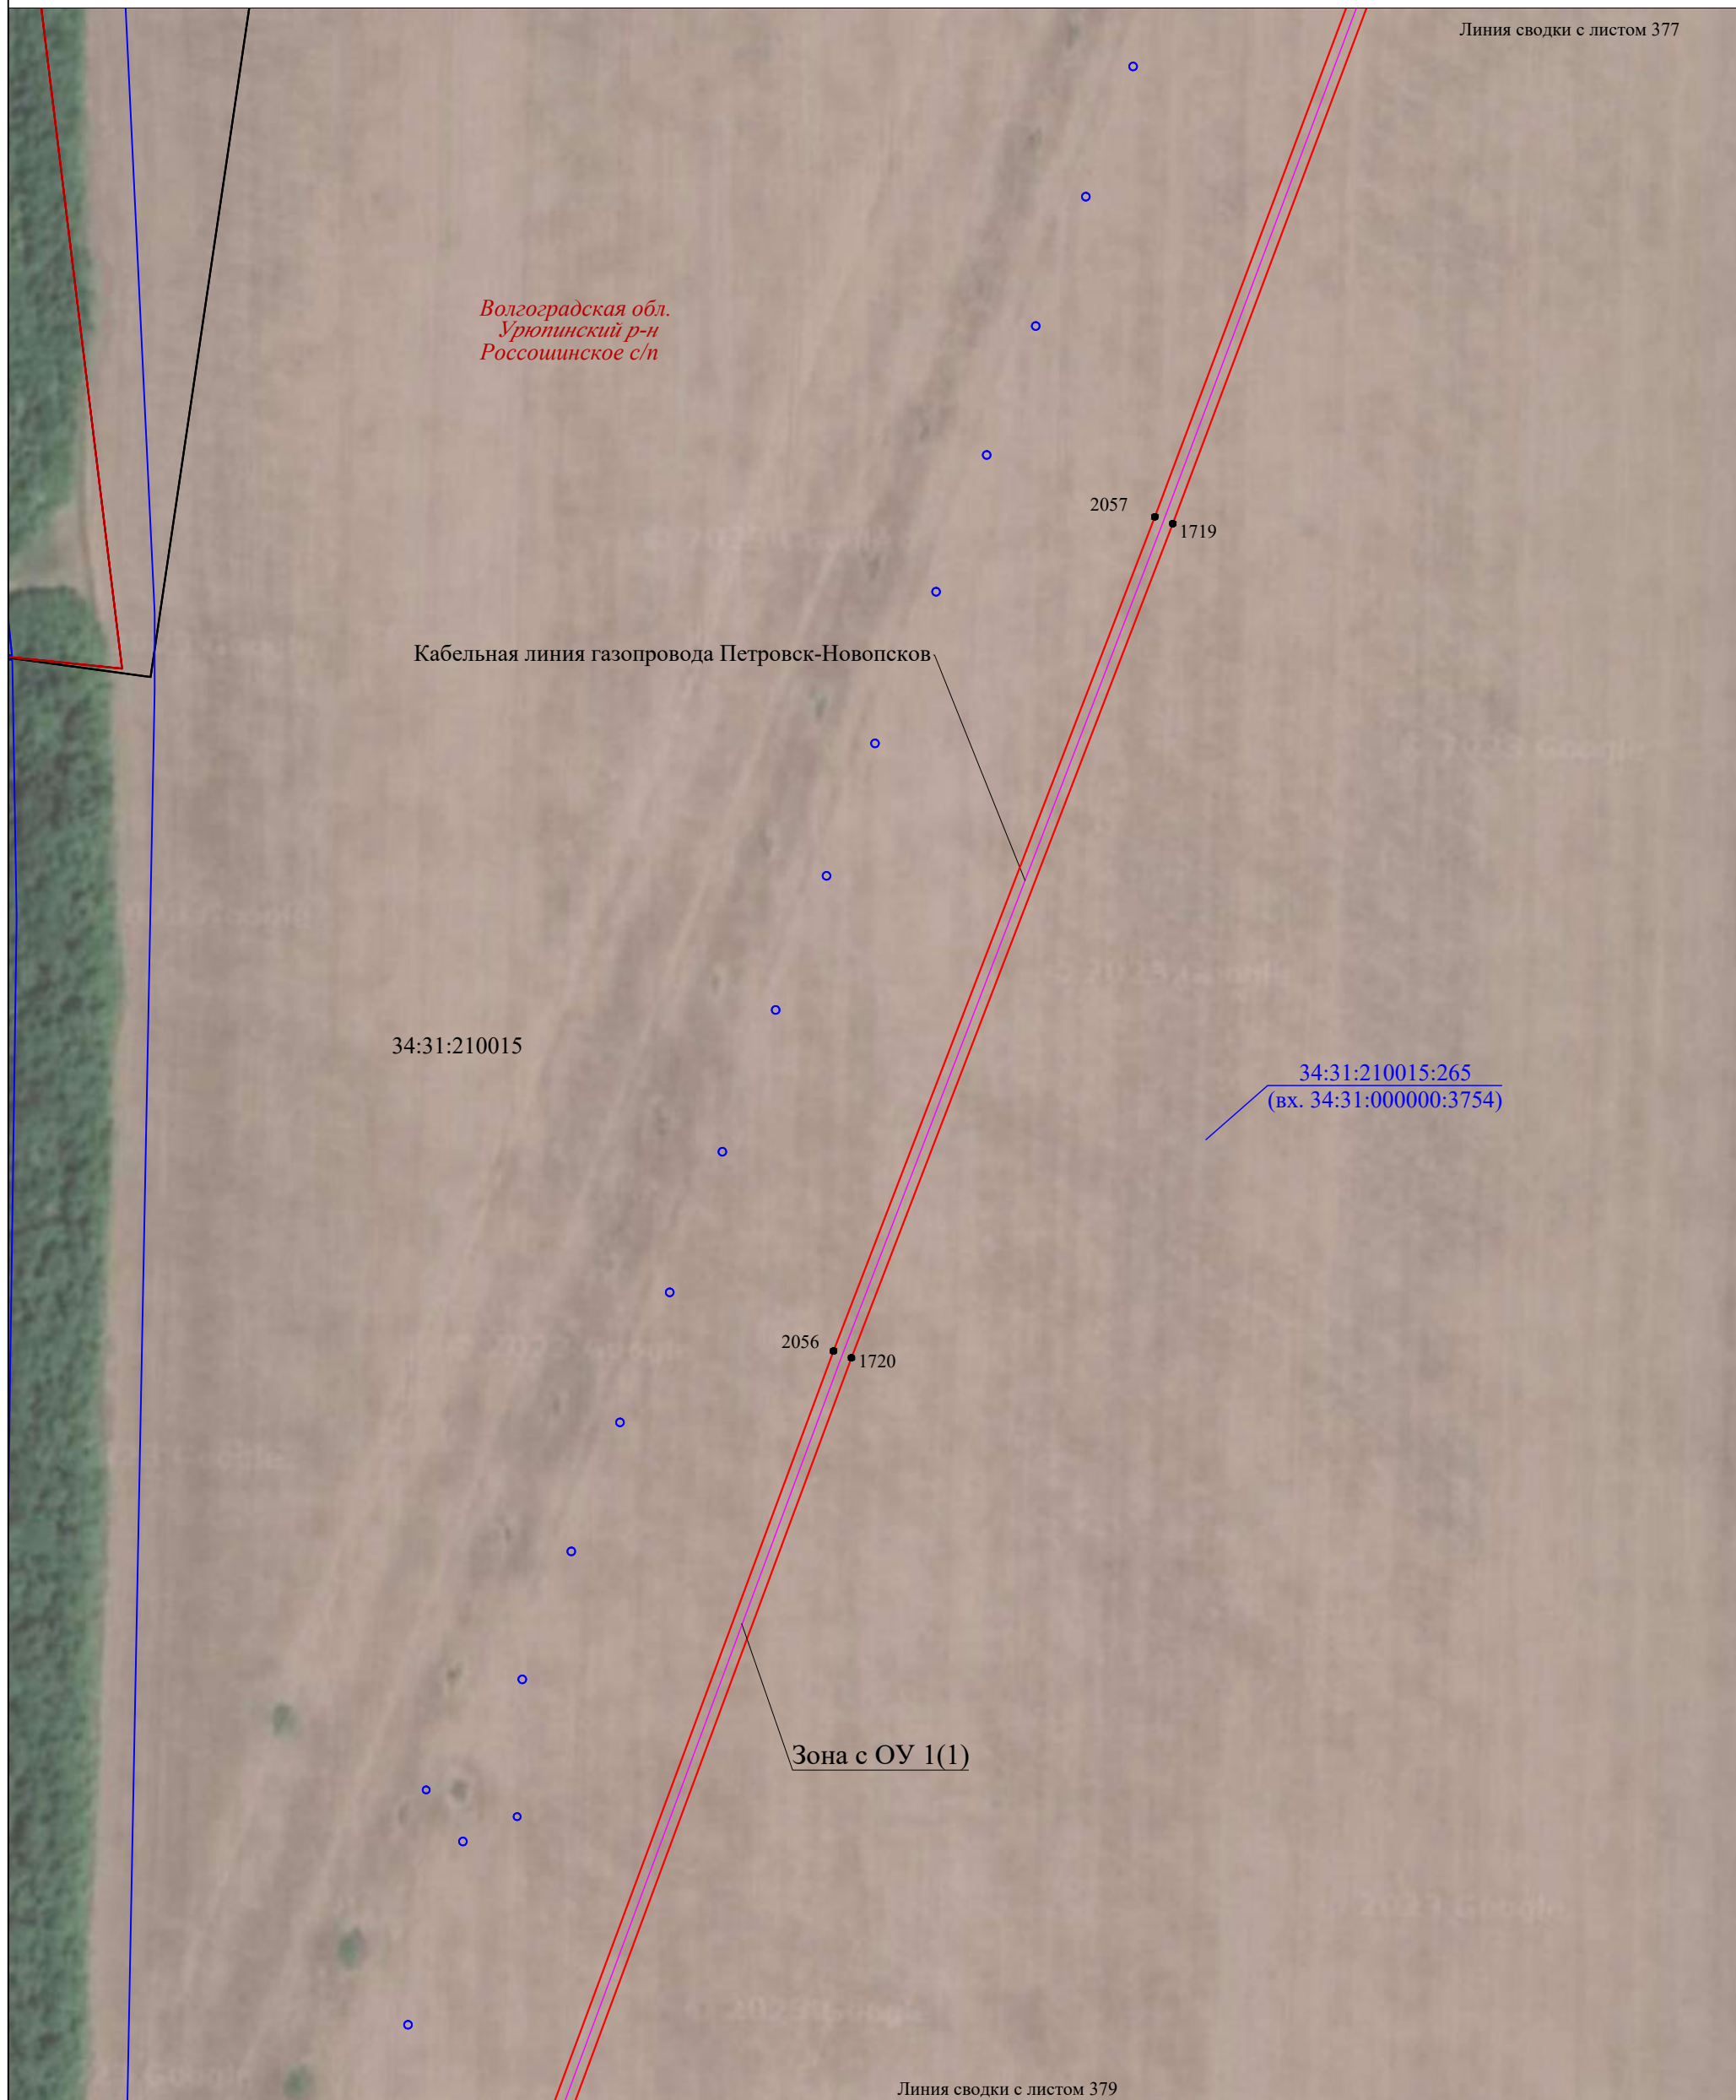 Линия сводки с листом 377
Волгоградская обл.
Урюпинский р-н
Россошинское с/п
2057
1719
Кабельная линия газопровода Петровск-Новопсков
34:31:210015
34:31:210015:265
(вх. 34:31:000000:3754)
2056
1720
Зона с ОУ 1(1)
Линия сводки с листом 379